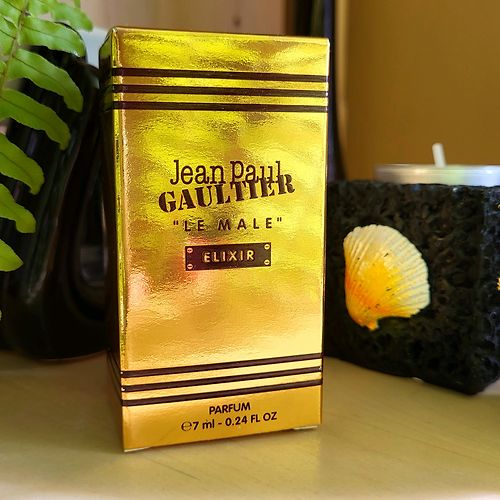 Jean Paul
GAULTIER
"LE MALE"
ELIXIR
PARFUM
℮7 ml - 0.24 FL OZ